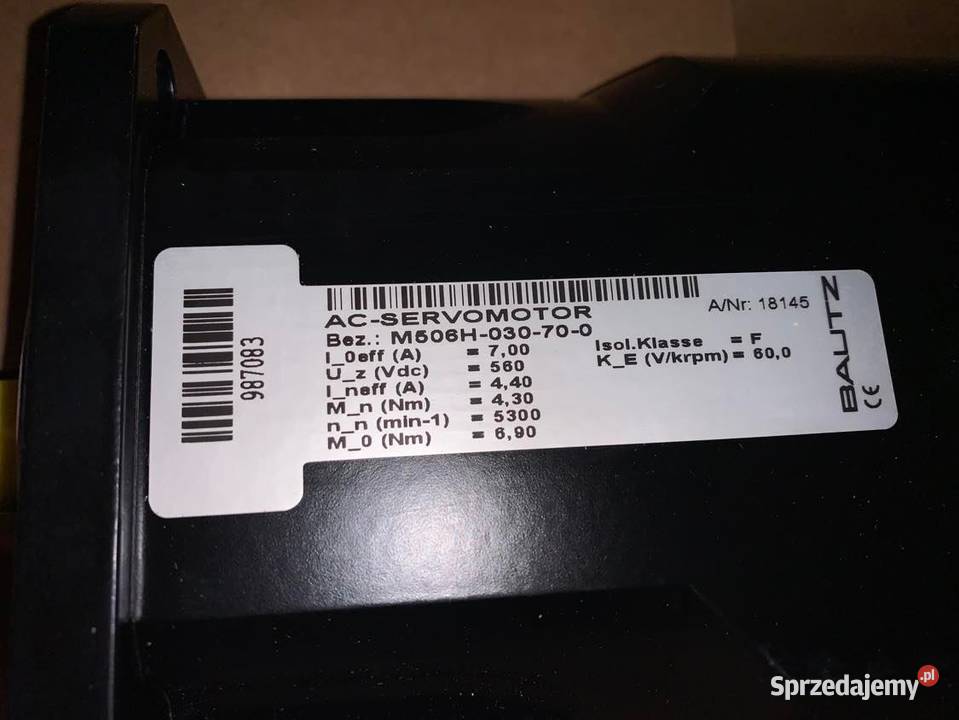 987083
AC-SERVOMOTOR
A/Nr: 18145
Bez.: M506H-030-70-0
I_0eff (A) = 7,00
U_z (Vdc) = 560
I_neff (A) = 4,40
M_n (Nm) = 4,30
n_n (min-1) = 5300
M_0 (Nm) = 6,90
Isol.Klasse = F
K_E (V/krpm) = 60,0
BAUTZ
CE
Sprzedajemy.pl